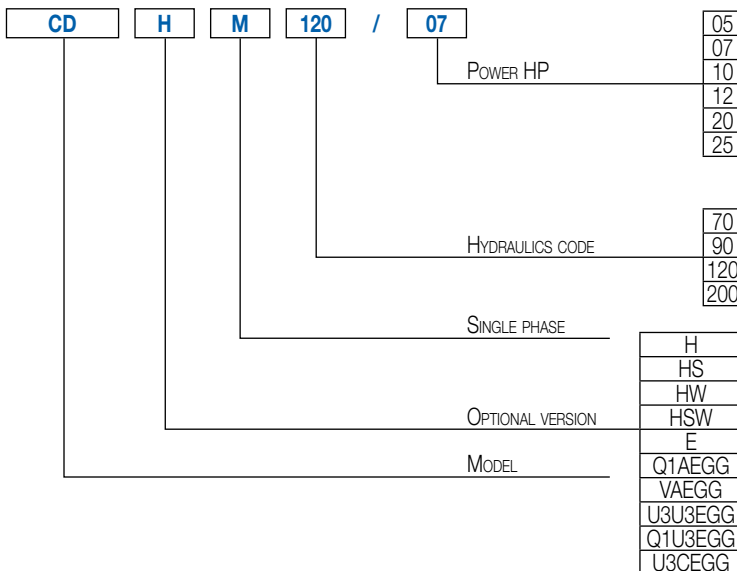 CD H M 120 / 07
POWER HP
05
07
10
12
20
25
HYDRAULICS CODE
70
90
120
200
SINGLE PHASE
OPTIONAL VERSION
H
HS
HW
HSW
E
Q1AEGG
VAEGG
U3U3EGG
Q1U3EGG
U3CEGG
MODEL